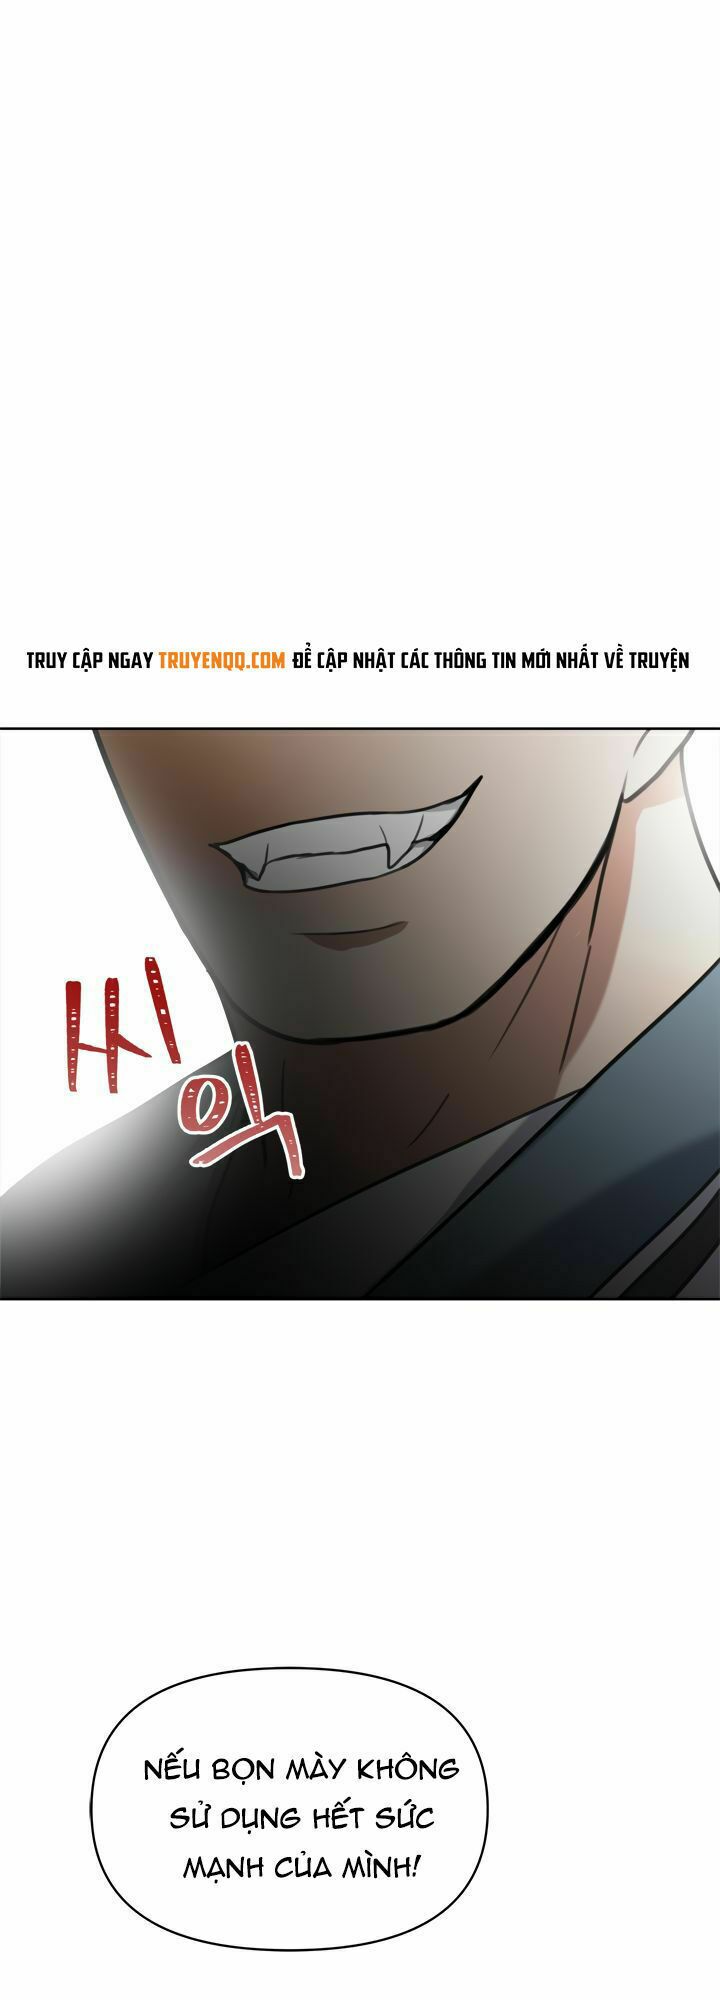 TRUY CẬP NGAY TRUYENQQ.COM ĐỂ CẬP NHẬT CÁC THÔNG TIN MỚI NHẤT VỀ TRUYỆN
씨
익
NẾU BỌN MÀY KHÔNG
SỬ DỤNG HẾT SỨC
MẠNH CỦA MÌNH!